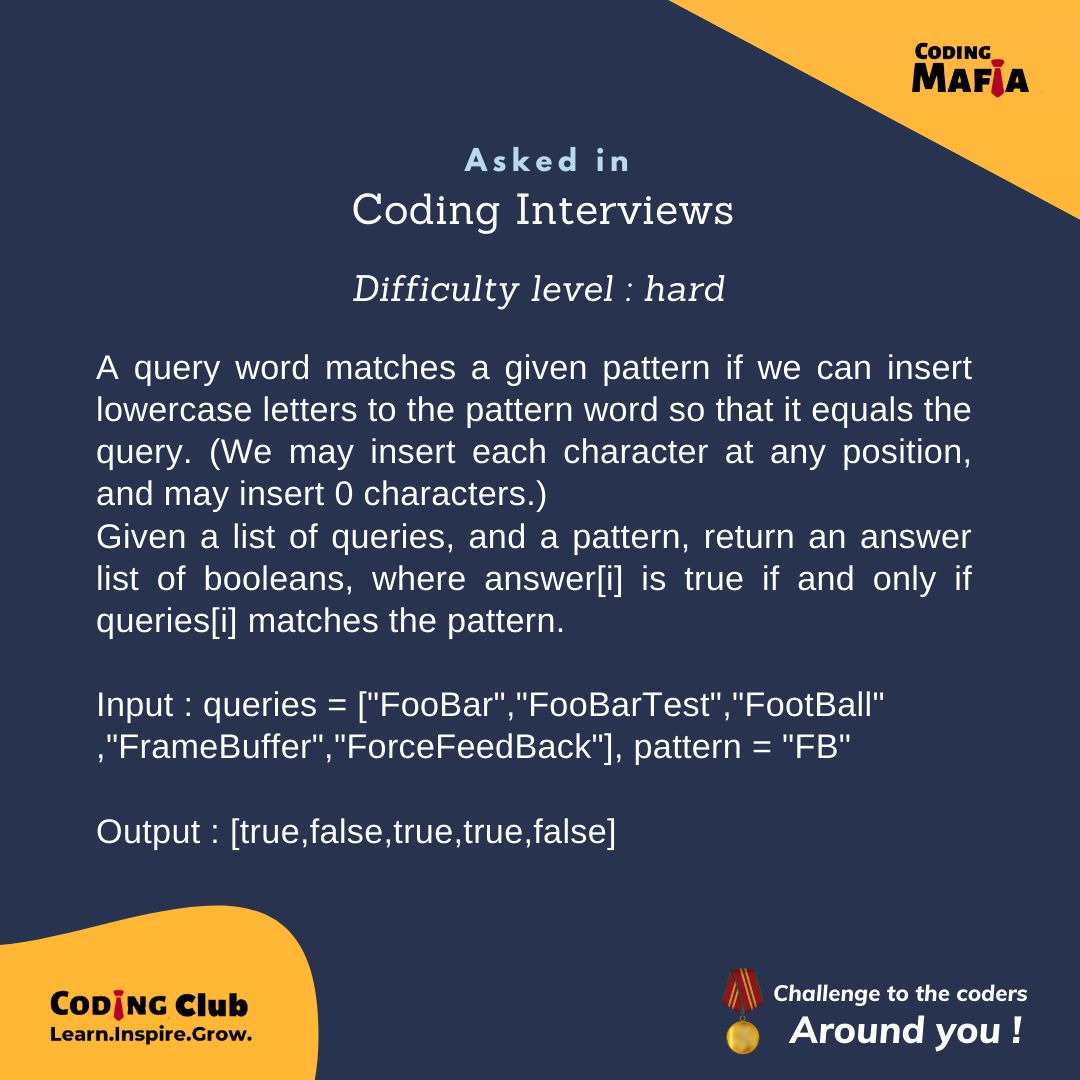 CODING
MAFIA
Asked in
Coding Interviews
Difficulty level : hard
A query word matches a given pattern if we can insert
lowercase letters to the pattern word so that it equals the
query. (We may insert each character at any position,
and may insert 0 characters.)
Given a list of queries, and a pattern, return an answer
list of booleans, where answer[i] is true if and only if
queries[i] matches the pattern.
Input : queries = ["FooBar","FooBarTest","FootBall"
,"FrameBuffer","ForceFeedBack"], pattern = "FB"
Output : [true,false,true,true,false]
CODING Club
Learn.Inspire.Grow.
Challenge to the coders
Around you !